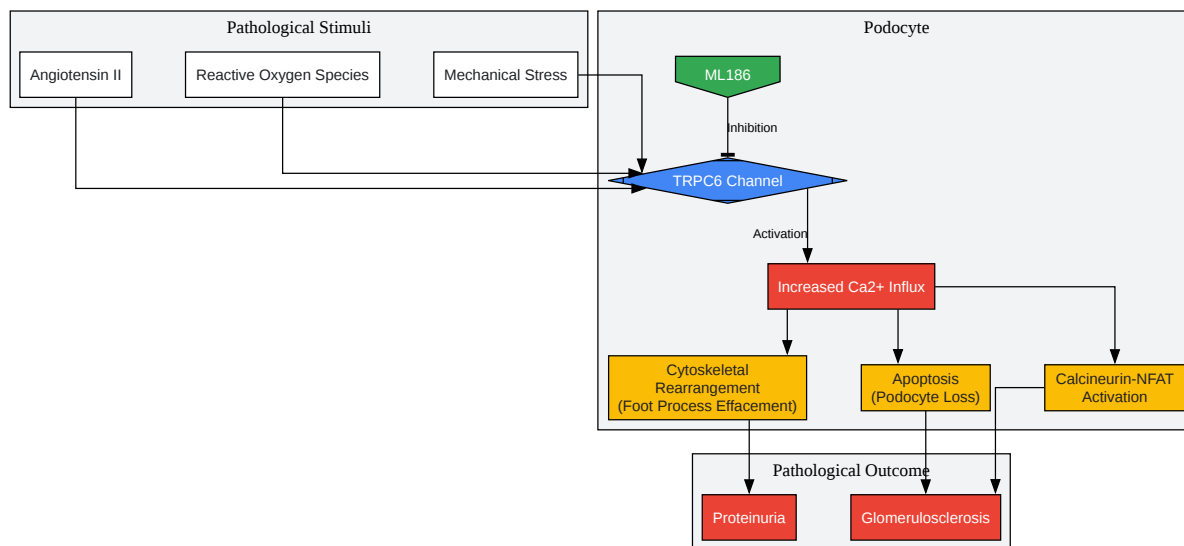 Pathological Stimuli
Angiotensin II
Reactive Oxygen Species
Mechanical Stress
Podocyte
ML186
Inhibition
TRPC6 Channel
Activation
Increased Ca2+ Influx
Cytoskeletal
Rearrangement
(Foot Process Effacement)
Apoptosis
(Podocyte Loss)
Calcineurin-NFAT
Activation
Pathological Outcome
Proteinuria
Glomerulosclerosis